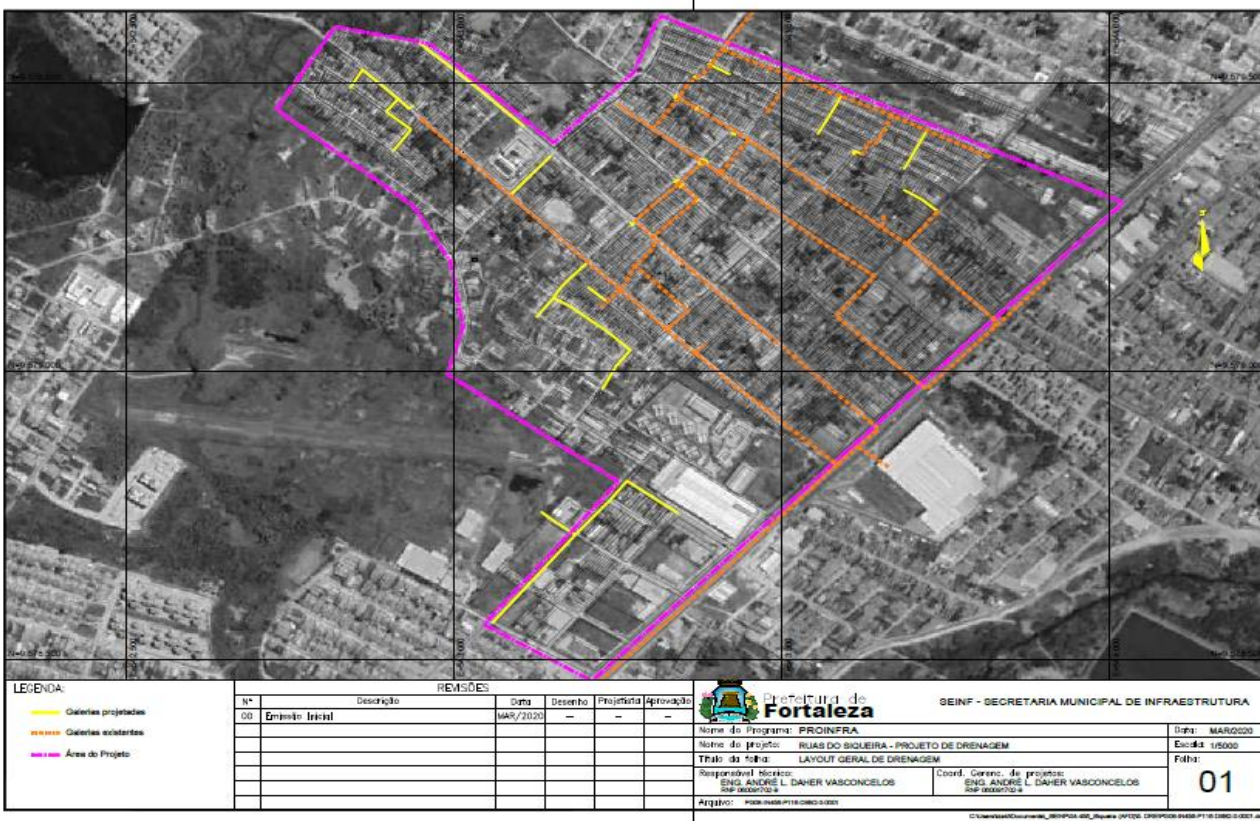 LEGENDA:
Galerias projetadas
Galerias existentes
Área do Projeto
REVISÕES
Nº Descrição Data Desenho Projetista Aprovação
00 Emissão Inicial MAR/2020 – – –
Prefeitura de
Fortaleza
SEINF - SECRETARIA MUNICIPAL DE INFRAESTRUTURA
Nome do Programa: PROINFRA
Data: MAR/2020
Nome do projeto: RUAS DO SIQUEIRA - PROJETO DE DRENAGEM
Escala: 1/5000
Título da folha: LAYOUT GERAL DE DRENAGEM
Folha:
01
Responsável técnico:
ENG. ANDRÉ L. DAHER VASCONCELOS
Coord. Gerenc. de projetos:
ENG. ANDRÉ L. DAHER VASCONCELOS
Arquivo: